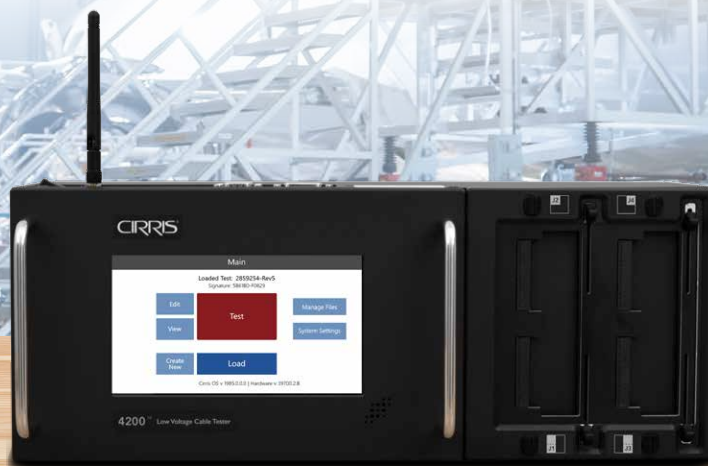 CIRRIS
Main
Loaded Test: 2859254-Rev5
Edit
Test
Manage Files
View
System Settings
Create
New
Load
4200 Low Voltage Cable Tester
J2
J4
J1
J3